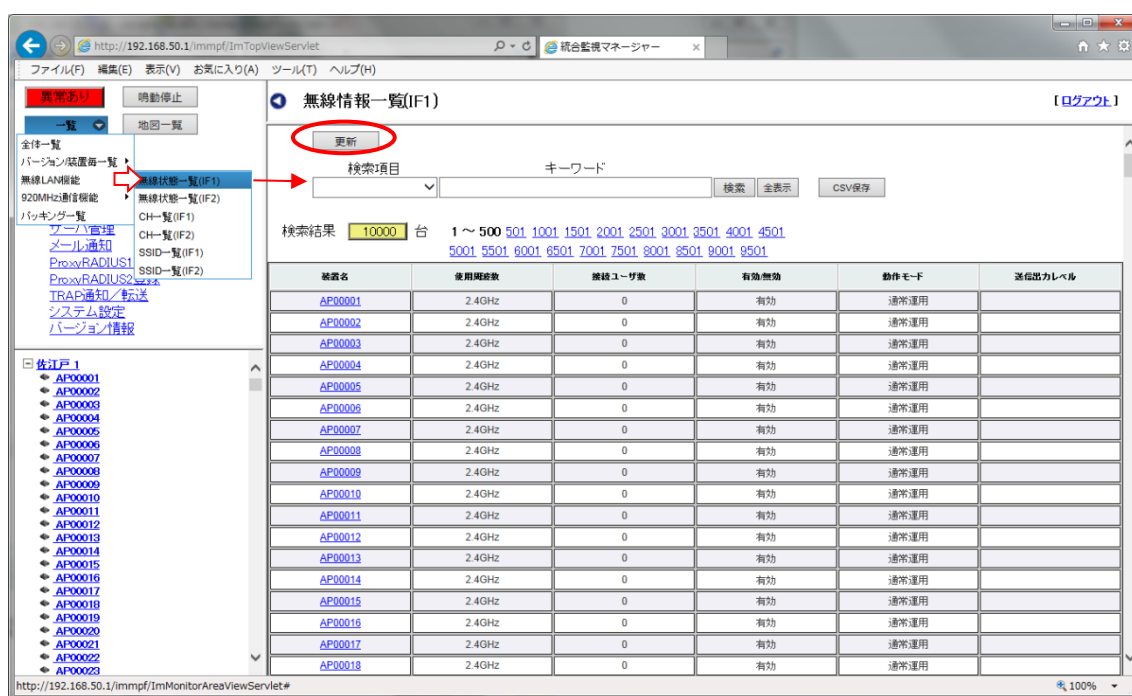 http://192.168.50.1/immpf/ImTopViewServlet
統合監視マネージャー
ファイル(F) 編集(E) 表示(V) お気に入り(A) ツール(T) ヘルプ(H)
異常あり 鳴動停止
一覧 地図一覧
全体一覧
バージョン/装置毎一覧
無線LAN機能
920MHz通信機能
パッキング一覧
無線状態一覧(IF1)
無線状態一覧(IF2)
CH一覧(IF1)
CH一覧(IF2)
SSID一覧(IF1)
SSID一覧(IF2)
サーバ管理
メール通知
ProxyRADIUS1
ProxyRADIUS2登録
TRAP通知/転送
システム設定
バージョン情報
佐江戸 1
AP00001
AP00002
AP00003
AP00004
AP00005
AP00006
AP00007
AP00008
AP00009
AP00010
AP00011
AP00012
AP00013
AP00014
AP00015
AP00016
AP00017
AP00018
AP00019
AP00020
AP00021
AP00022
AP00023
無線情報一覧(IF1) [ログアウト]
更新
検索項目 キーワード
検索 全表示 CSV保存
検索結果 10000 台 1 ~ 500 501 1001 1501 2001 2501 3001 3501 4001 4501
5001 5501 6001 6501 7001 7501 8001 8501 9001 9501
装置名 使用周波数 接続ユーザ数 有効/無効 動作モード 送信出力レベル
AP00001 2.4GHz 0 有効 通常運用
AP00002 2.4GHz 0 有効 通常運用
AP00003 2.4GHz 0 有効 通常運用
AP00004 2.4GHz 0 有効 通常運用
AP00005 2.4GHz 0 有効 通常運用
AP00006 2.4GHz 0 有効 通常運用
AP00007 2.4GHz 0 有効 通常運用
AP00008 2.4GHz 0 有効 通常運用
AP00009 2.4GHz 0 有効 通常運用
AP00010 2.4GHz 0 有効 通常運用
AP00011 2.4GHz 0 有効 通常運用
AP00012 2.4GHz 0 有効 通常運用
AP00013 2.4GHz 0 有効 通常運用
AP00014 2.4GHz 0 有効 通常運用
AP00015 2.4GHz 0 有効 通常運用
AP00016 2.4GHz 0 有効 通常運用
AP00017 2.4GHz 0 有効 通常運用
AP00018 2.4GHz 0 有効 通常運用
http://192.168.50.1/immpf/ImMonitorAreaViewServlet# 100%